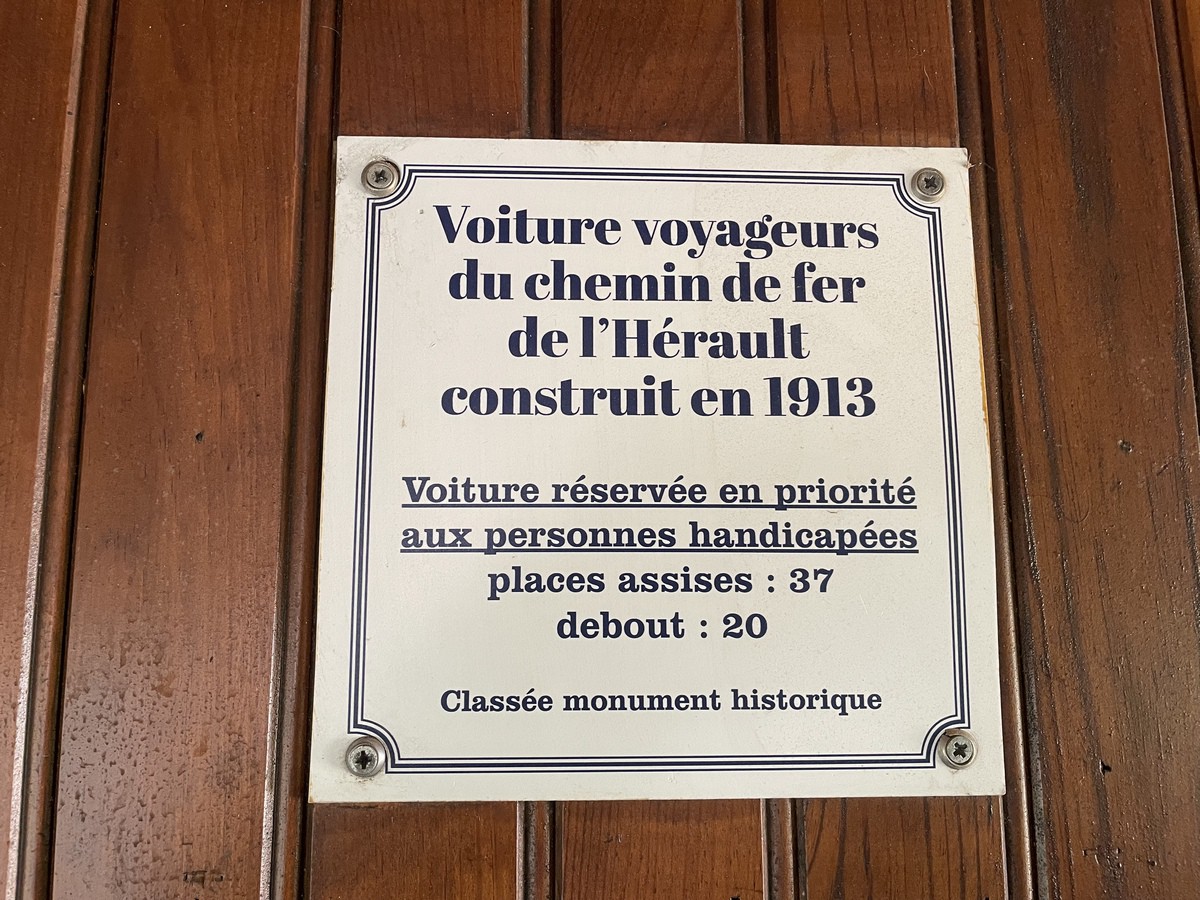 Voiture voyageurs
du chemin de fer
de l’Hérault
construit en 1913
Voiture réservée en priorité
aux personnes handicapées
places assises : 37
debout : 20
Classée monument historique